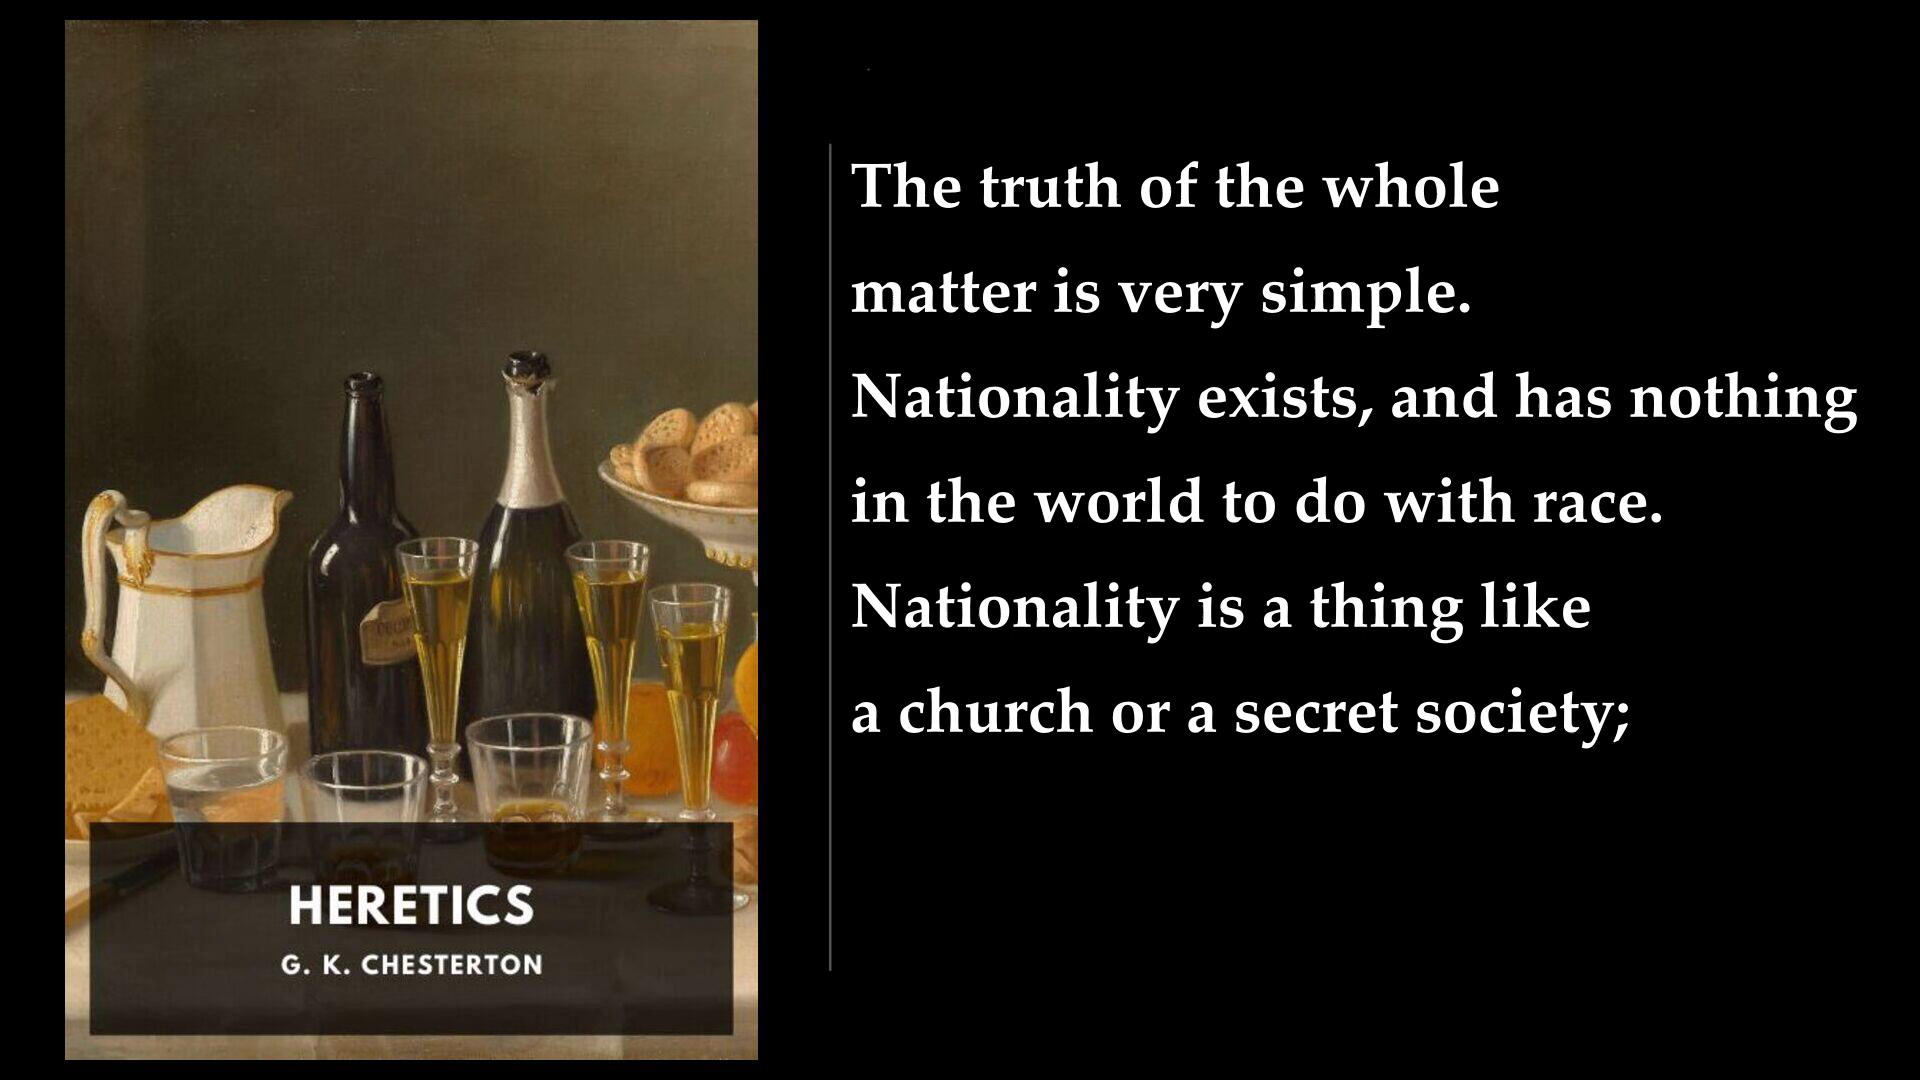 The truth of the whole
matter is very simple.
Nationality exists, and has nothing
in the world to do with race.
Nationality is a thing like
a church or a secret society;
HERETICS
G. K. CHESTERTON